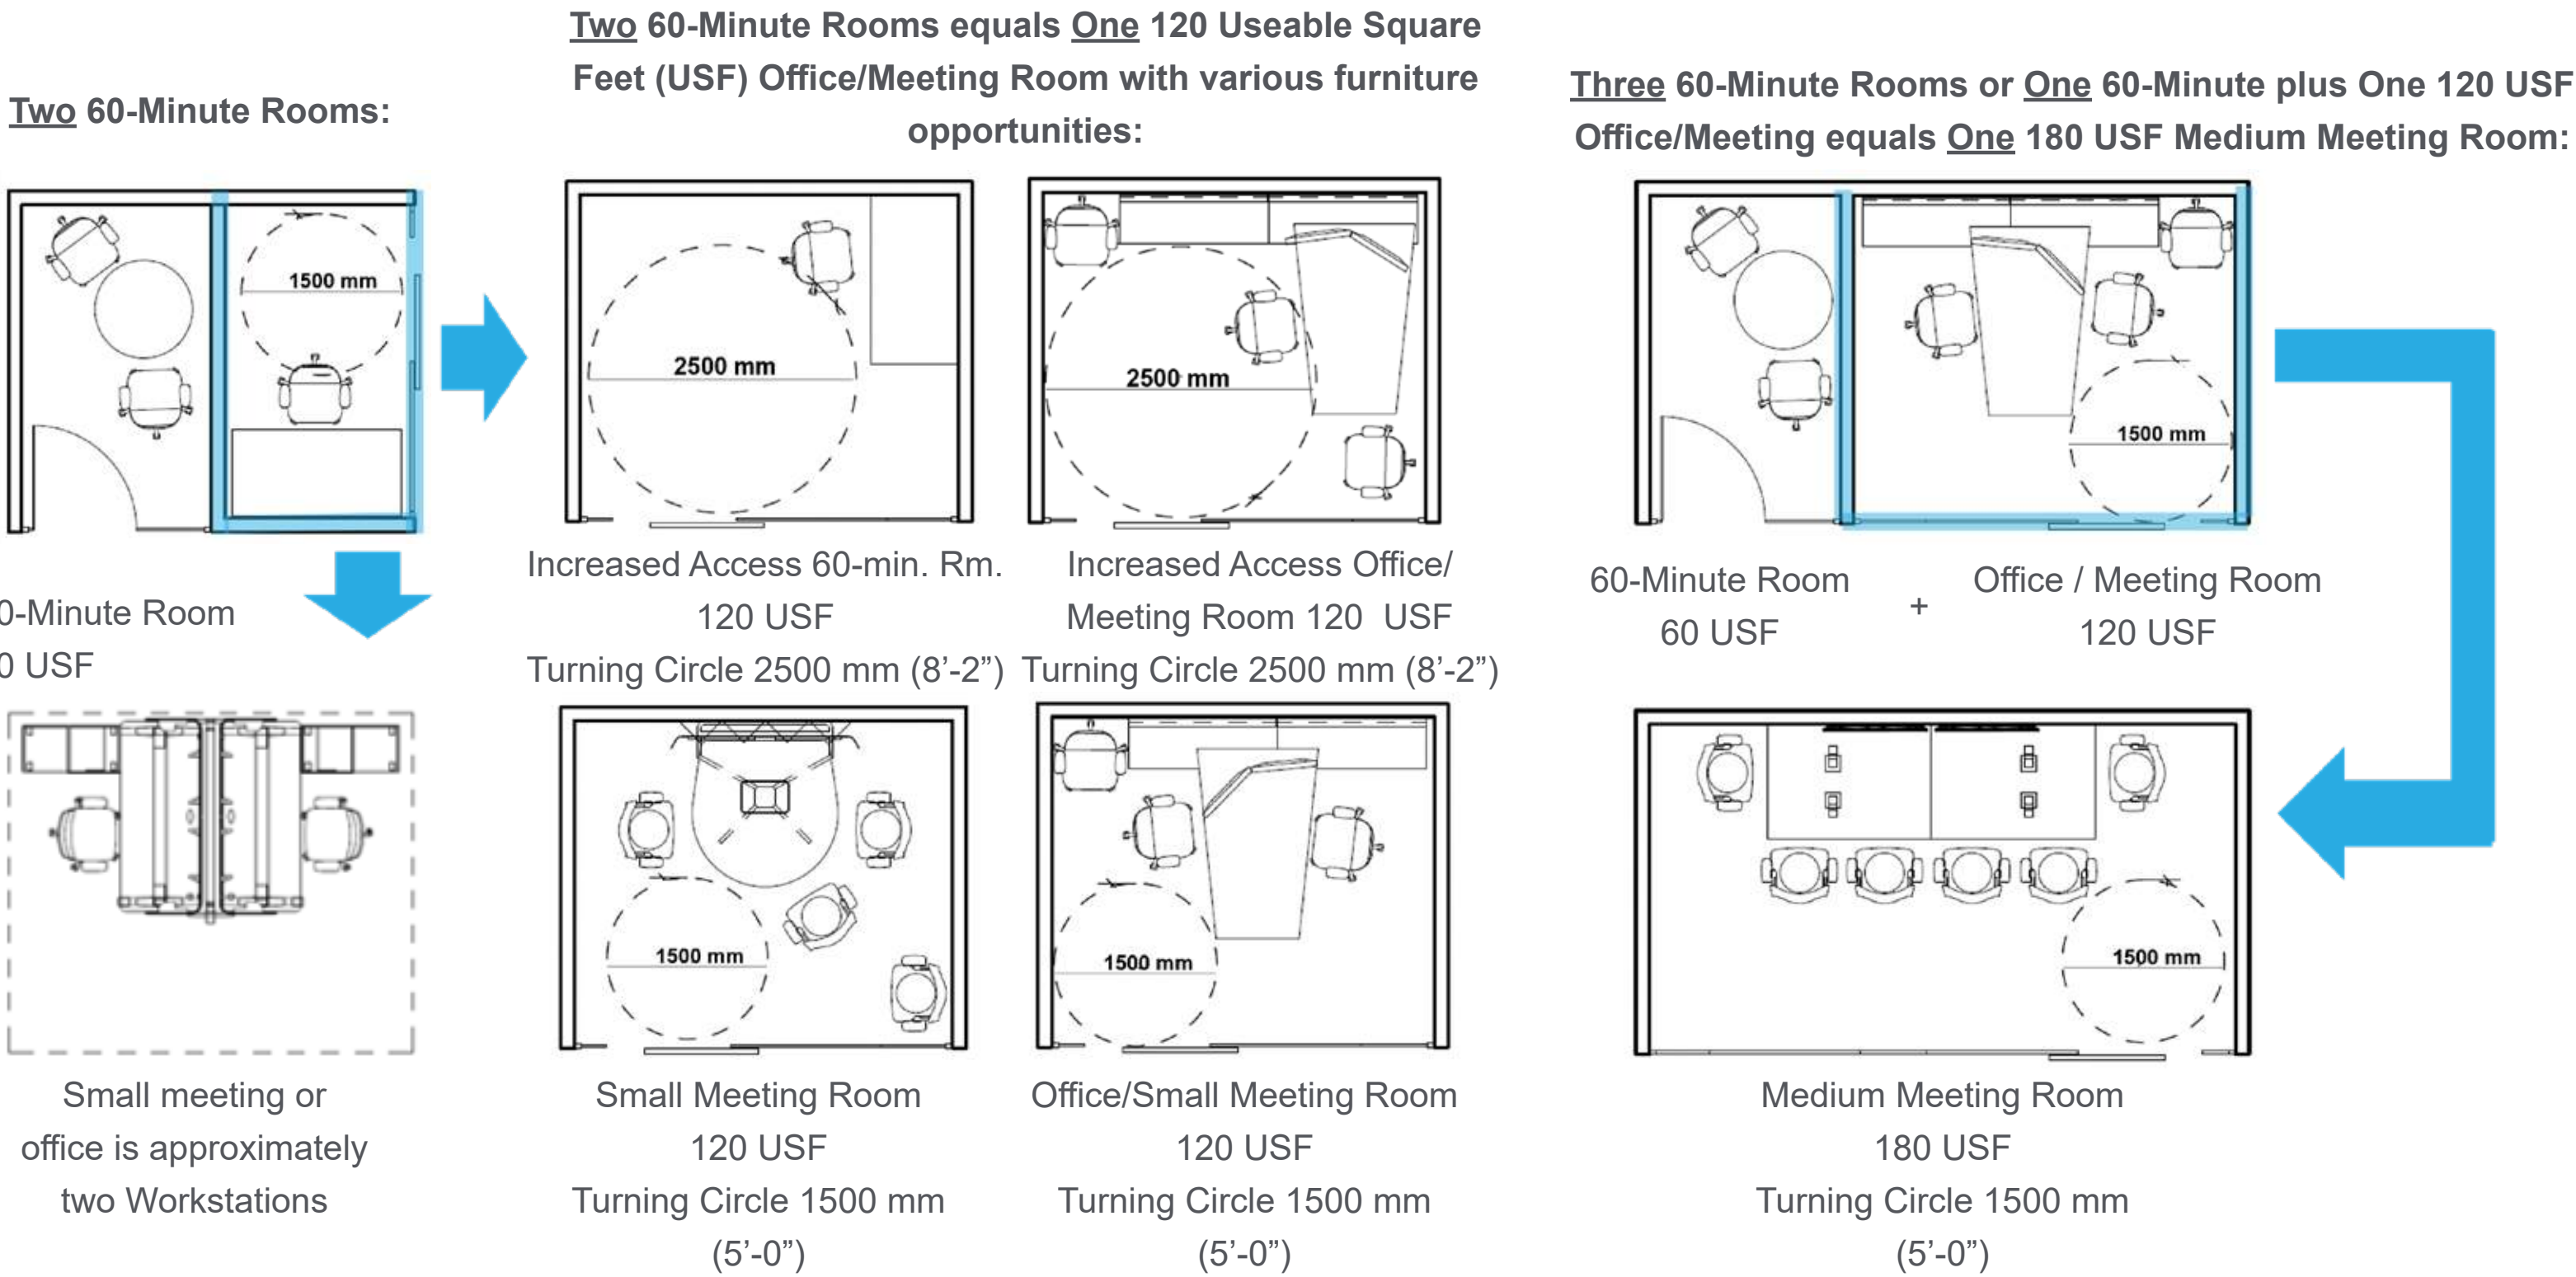 Two 60-Minute Rooms:
1500 mm
0-Minute Room
0 USF
Small meeting or
office is approximately
two Workstations
Two 60-Minute Rooms equals One 120 Useable Square
Feet (USF) Office/Meeting Room with various furniture
opportunities:
2500 mm
Increased Access 60-min. Rm.
120 USF
Turning Circle 2500 mm (8’-2”)
2500 mm
Increased Access Office/
Meeting Room 120 USF
Turning Circle 2500 mm (8’-2”)
1500 mm
Small Meeting Room
120 USF
Turning Circle 1500 mm
(5’-0”)
1500 mm
Office/Small Meeting Room
120 USF
Turning Circle 1500 mm
(5’-0”)
Three 60-Minute Rooms or One 60-Minute plus One 120 USF
Office/Meeting equals One 180 USF Medium Meeting Room:
1500 mm
60-Minute Room
60 USF
+
Office / Meeting Room
120 USF
1500 mm
Medium Meeting Room
180 USF
Turning Circle 1500 mm
(5’-0”)